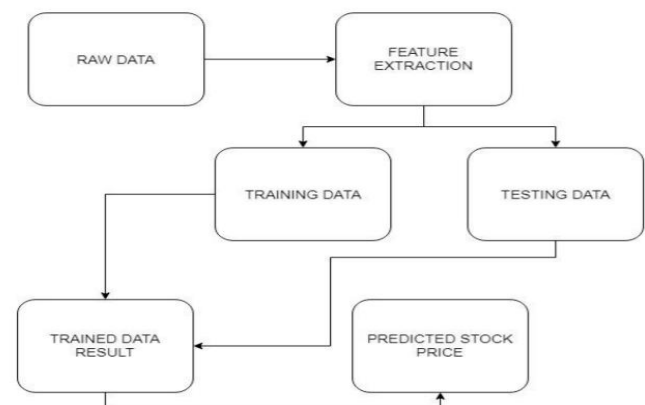 RAW DATA
FEATURE
EXTRACTION
TRAINING DATA
TESTING DATA
TRAINED DATA
RESULT
PREDICTED STOCK
PRICE